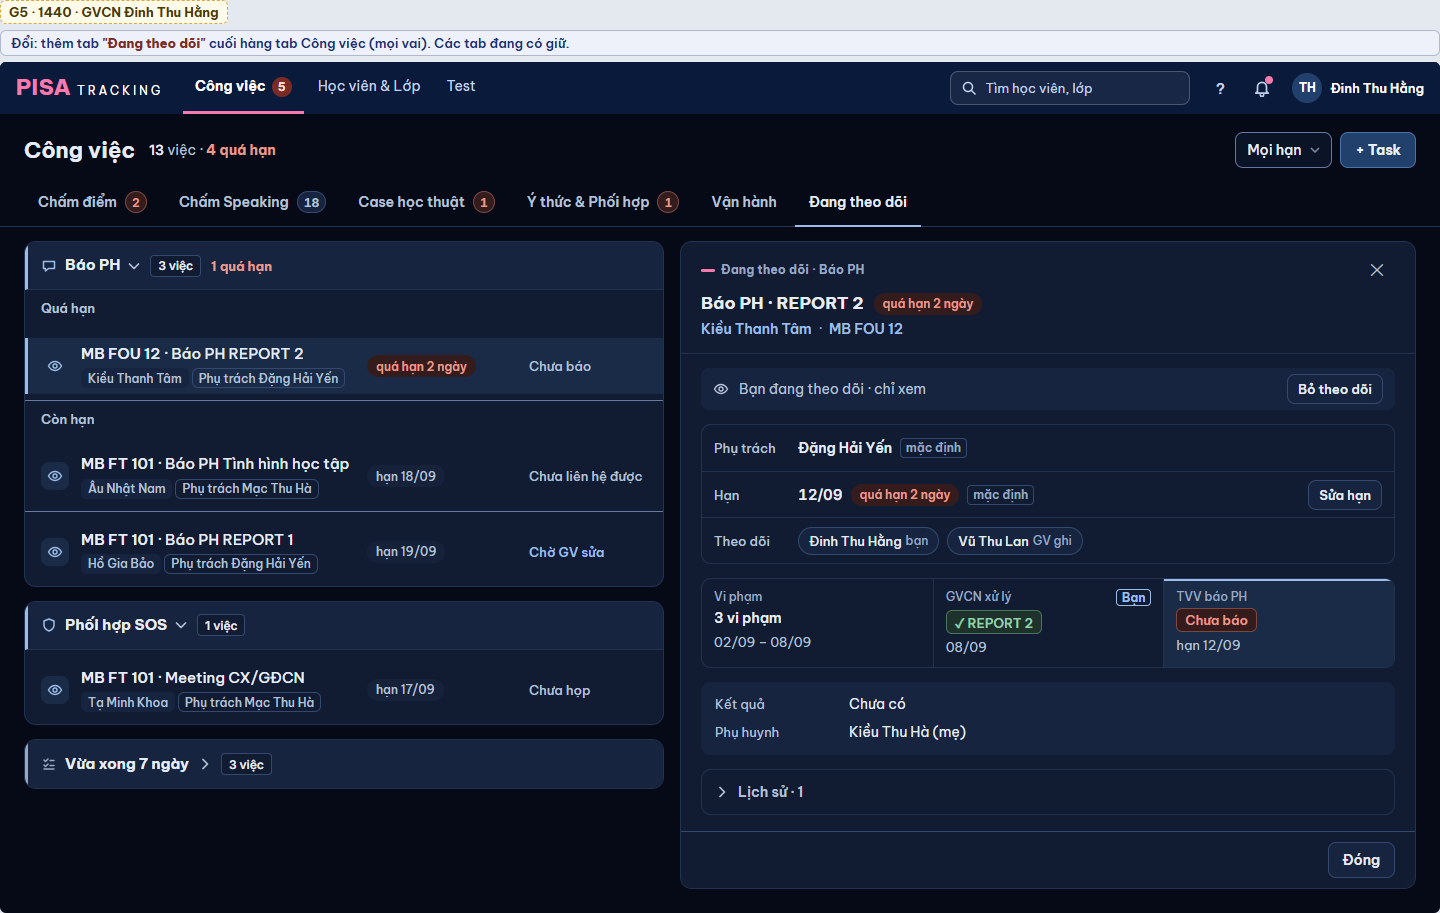 G5 · 1440 · GVCN Đinh Thu Hằng
Đổi: thêm tab "Đang theo dõi" cuối hàng tab Công việc (mọi vai). Các tab đang có giữ.
PISA TRACKING
Công việc 5
Học viên & Lớp
Test
Tìm học viên, lớp
?
TH
Đinh Thu Hằng
Công việc
13 việc · 4 quá hạn
Mọi hạn
+ Task
Chấm điểm 2
Chấm Speaking 18
Case học thuật 1
Ý thức & Phối hợp 1
Vận hành
Đang theo dõi
Báo PH 3 việc 1 quá hạn
Quá hạn
MB FOU 12 · Báo PH REPORT 2
Kiều Thanh Tâm Phụ trách Đặng Hải Yến
quá hạn 2 ngày
Chưa báo
Còn hạn
MB FT 101 · Báo PH Tình hình học tập
Âu Nhật Nam Phụ trách Mạc Thu Hà
hạn 18/09
Chưa liên hệ được
MB FT 101 · Báo PH REPORT 1
Hồ Gia Bảo Phụ trách Đặng Hải Yến
hạn 19/09
Chờ GV sửa
Phối hợp SOS 1 việc
MB FT 101 · Meeting CX/GĐCN
Tạ Minh Khoa Phụ trách Mạc Thu Hà
hạn 17/09
Chưa họp
Vừa xong 7 ngày 3 việc
Đang theo dõi · Báo PH
Báo PH · REPORT 2 quá hạn 2 ngày
Kiều Thanh Tâm · MB FOU 12
Bạn đang theo dõi · chỉ xem
Bỏ theo dõi
Phụ trách Đặng Hải Yến mặc định
Hạn 12/09 quá hạn 2 ngày mặc định
Sửa hạn
Theo dõi Đinh Thu Hằng bạn Vũ Thu Lan GV ghi
Vi phạm
3 vi phạm
02/09 – 08/09
GVCN xử lý Bạn
✓ REPORT 2
08/09
TVV báo PH
Chưa báo
hạn 12/09
Kết quả Chưa có
Phụ huynh Kiều Thu Hà (mẹ)
Lịch sử · 1
Đóng